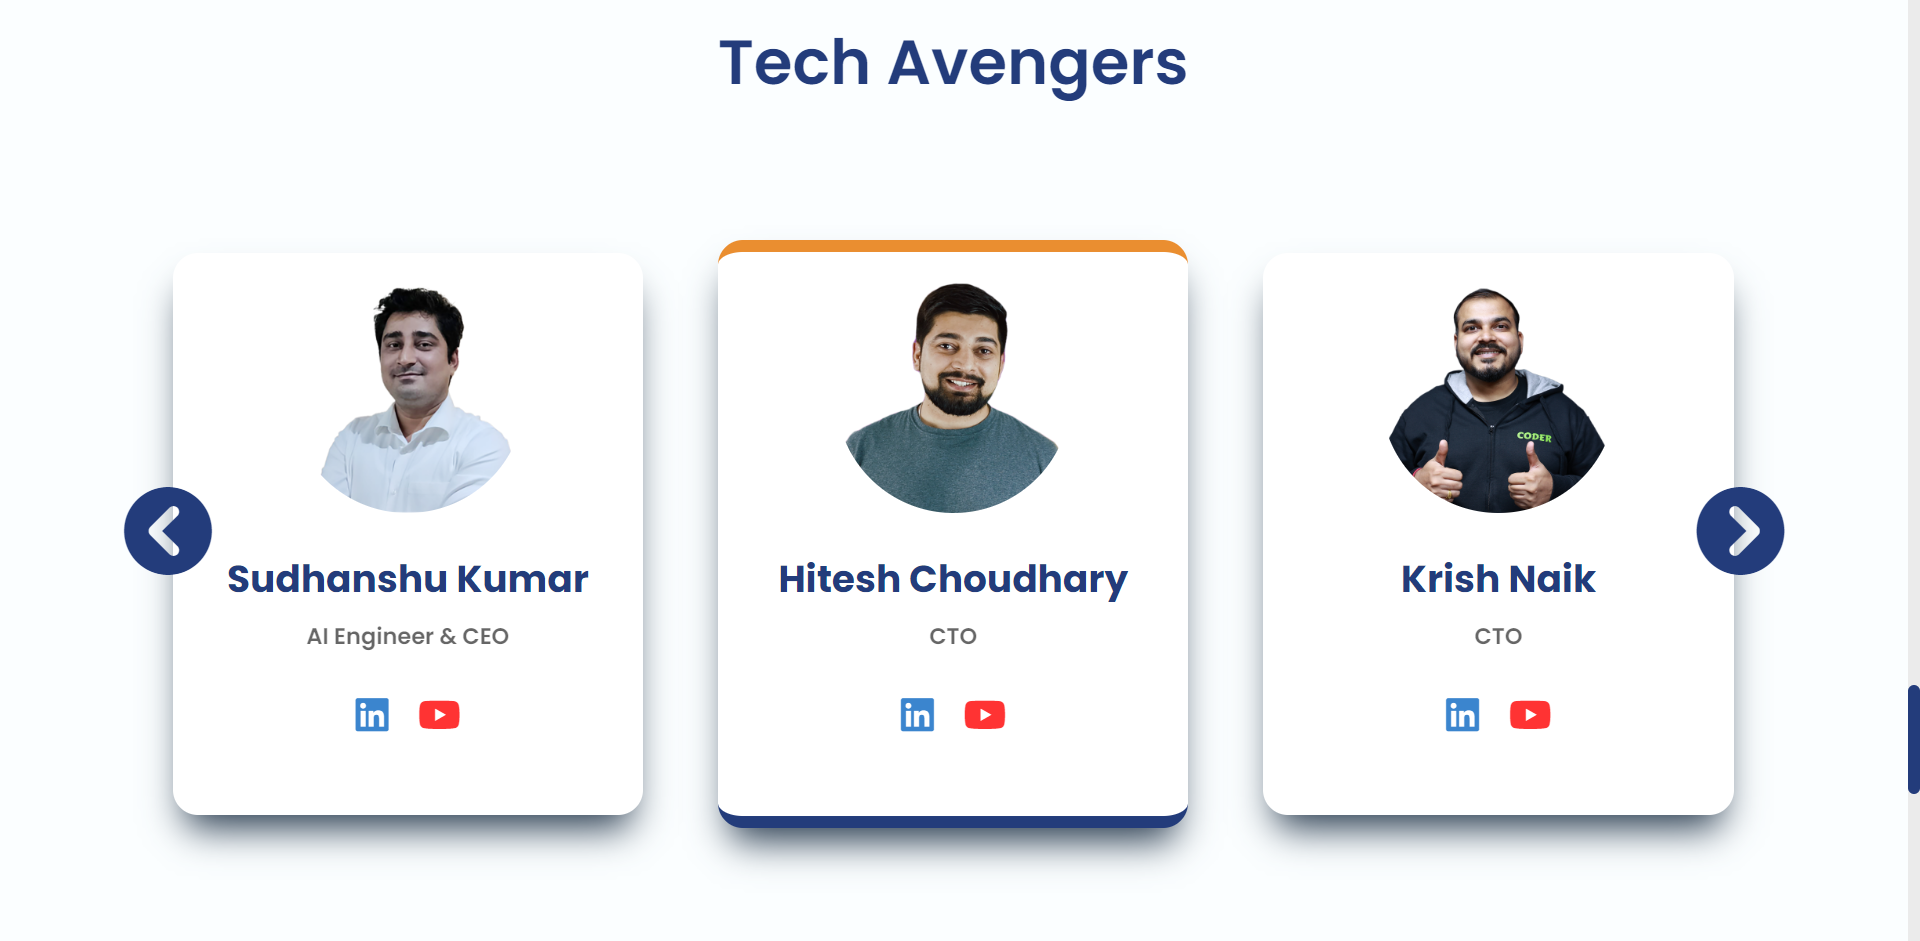 Tech Avengers
CODER
Sudhanshu Kumar
AI Engineer & CEO
in
Hitesh Choudhary
CTO
in
Krish Naik
CTO
in